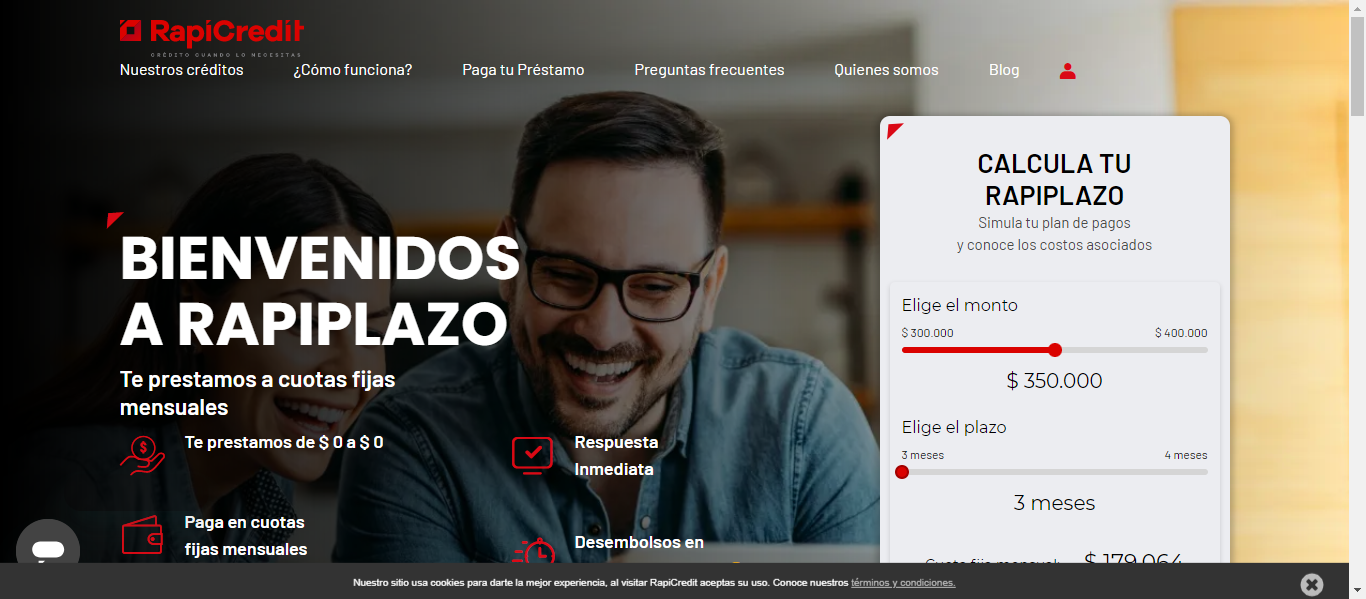 RapiCredit
CRÉDITO CUANDO LO NECESITAS
Nuestros créditos ¿Cómo funciona? Paga tu Préstamo Preguntas frecuentes Quienes somos Blog
BIENVENIDOS
A RAPIPLAZO
Te prestamos a cuotas fijas
mensuales
Te prestamos de $ 0 a $ 0
Respuesta
Inmediata
Paga en cuotas
fijas mensuales
Desembolsos en
CALCULA TU
RAPIPLAZO
Simula tu plan de pagos
y conoce los costos asociados
Elige el monto
$ 300.000 $ 400.000
$ 350.000
Elige el plazo
3 meses 4 meses
3 meses
Cuota fija mensual: $ 179.064
Nuestro sitio usa cookies para darte la mejor experiencia, al visitar RapiCredit aceptas su uso. Conoce nuestros términos y condiciones.